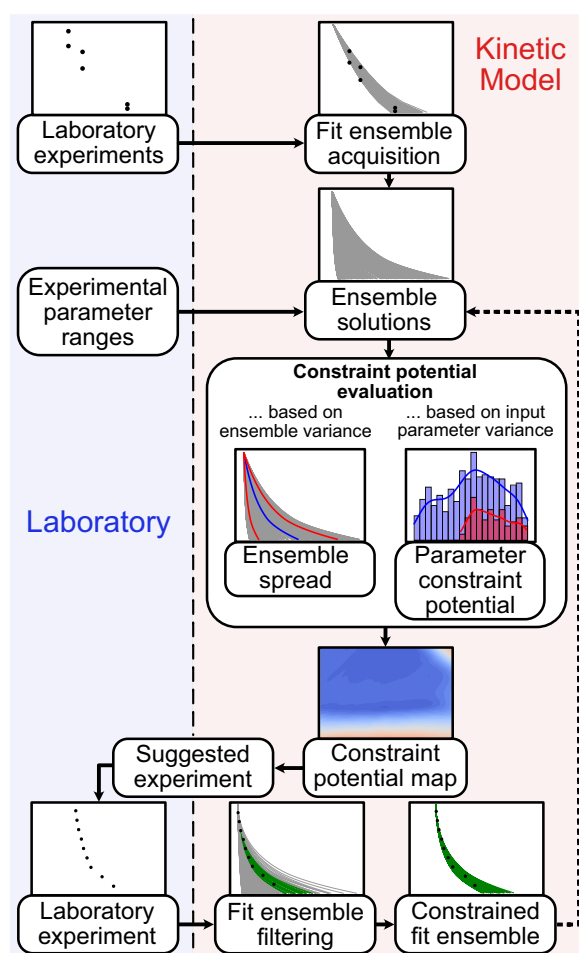 Kinetic
Model
Laboratory
experiments
Fit ensemble
acquisition
Experimental
parameter
ranges
Ensemble
solutions
Constraint potential
evaluation
... based on
ensemble variance
... based on input
parameter variance
Laboratory
Ensemble
spread
Parameter
constraint
potential
Suggested
experiment
Constraint
potential map
Laboratory
experiment
Fit ensemble
filtering
Constrained
fit ensemble